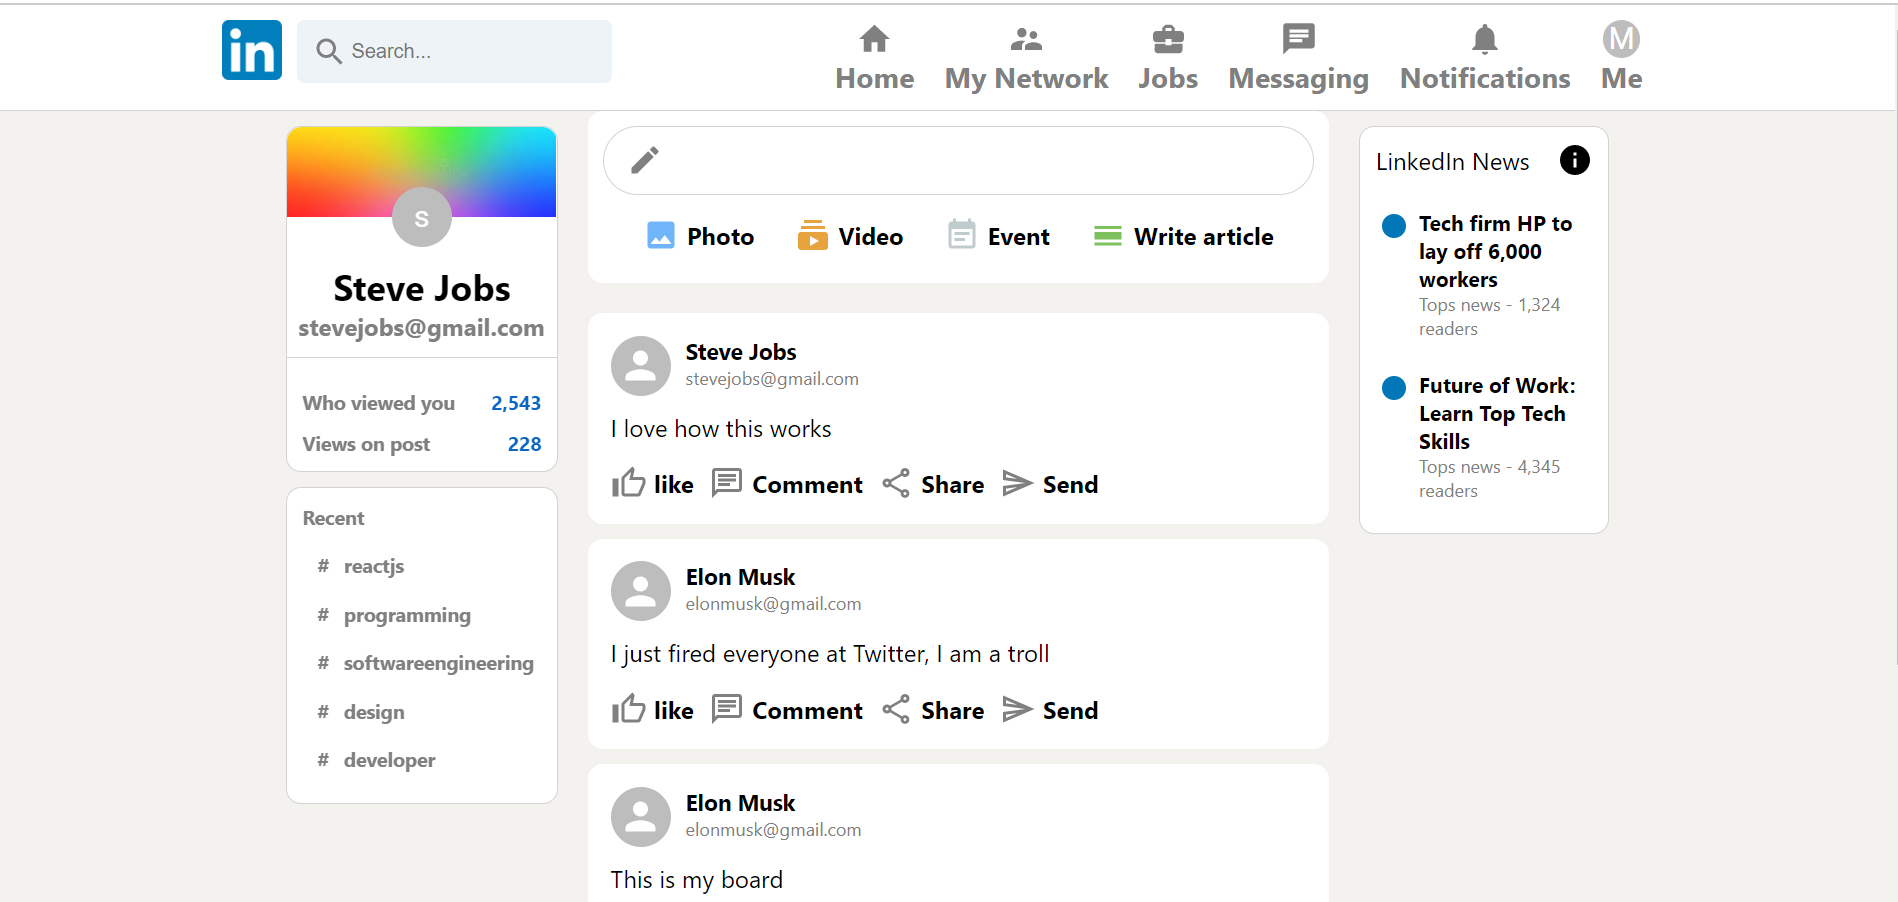 in
Search...
Home
My Network
Jobs
Messaging
Notifications
M
Me
S
Steve Jobs
stevejobs@gmail.com
Who viewed you 2,543
Views on post 228
Recent
# reactjs
# programming
# softwareengineering
# design
# developer
Photo
Video
Event
Write article
Steve Jobs
stevejobs@gmail.com
I love how this works
like Comment Share Send
Elon Musk
elonmusk@gmail.com
I just fired everyone at Twitter, I am a troll
like Comment Share Send
Elon Musk
elonmusk@gmail.com
This is my board
LinkedIn News
Tech firm HP to
lay off 6,000
workers
Tops news - 1,324
readers
Future of Work:
Learn Top Tech
Skills
Tops news - 4,345
readers